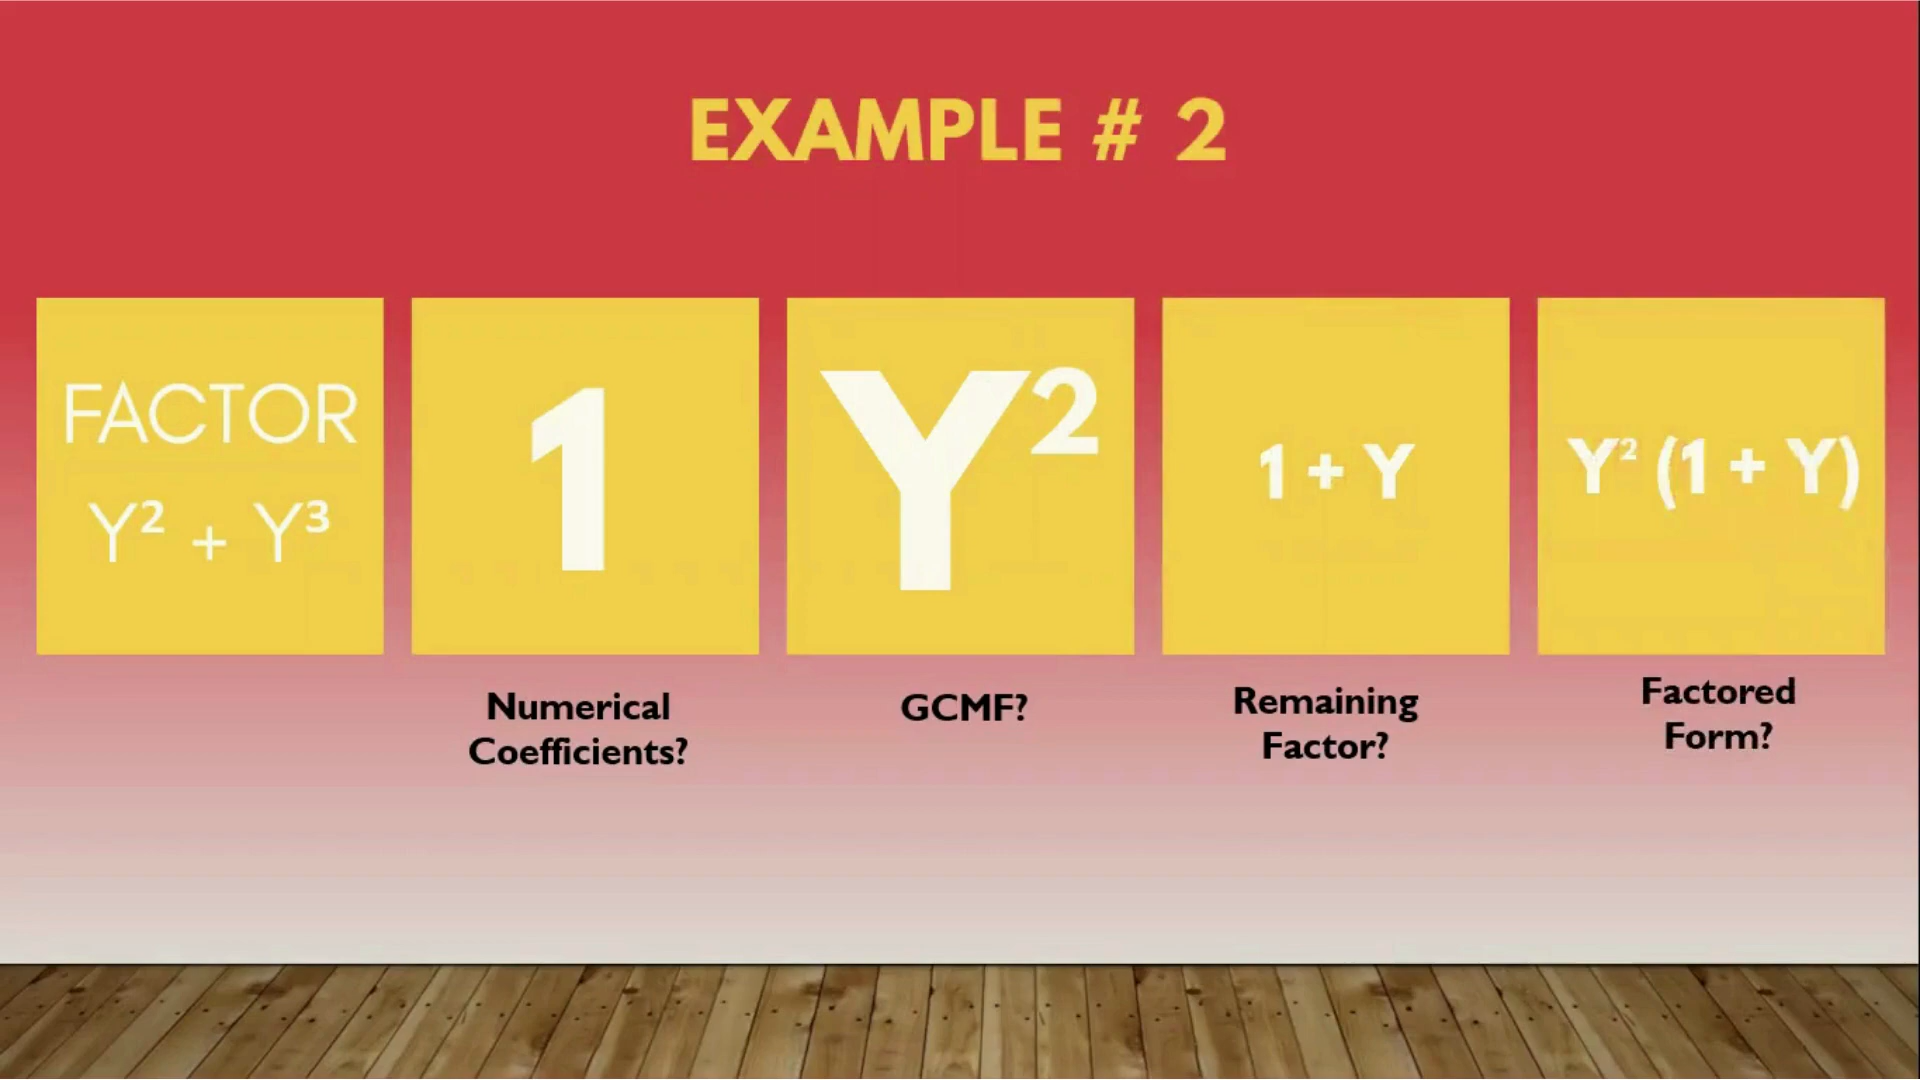 EXAMPLE # 2
FACTOR
Y² + Y³
1
Numerical
Coefficients?
Y²
GCMF?
1 + Y
Remaining
Factor?
Y² (1 + Y)
Factored
Form?